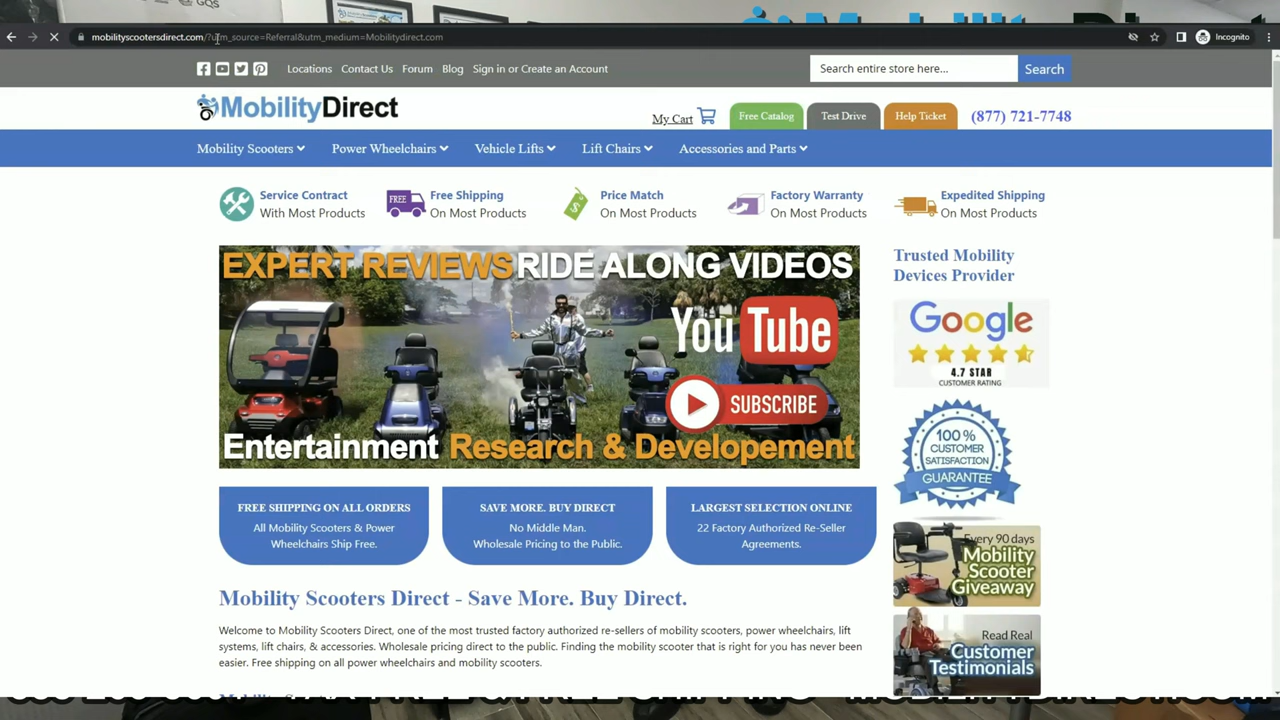 GQS
mobilityscootersdirect.com/?utm_source=Referral&utm_medium=Mobilitydirect.com
Incognito
Locations Contact Us Forum Blog Sign in or Create an Account
Search entire store here... Search
MobilityDirect
My Cart
Free Catalog
Test Drive
Help Ticket
(877) 721-7748
Mobility Scooters Power Wheelchairs Vehicle Lifts Lift Chairs Accessories and Parts
Service Contract
With Most Products
FREE
Free Shipping
On Most Products
Price Match
On Most Products
Factory Warranty
On Most Products
Expedited Shipping
On Most Products
EXPERT REVIEWS RIDE ALONG VIDEOS
YouTube
SUBSCRIBE
Entertainment Research & Developement
Trusted Mobility
Devices Provider
Google
4.7 STAR
CUSTOMER RATING
100 %
CUSTOMER
SATISFACTION
GUARANTEE
Every 90 days
Mobility
Scooter
Giveaway
Read Real
Customer
Testimonials
FREE SHIPPING ON ALL ORDERS
All Mobility Scooters & Power
Wheelchairs Ship Free.
SAVE MORE. BUY DIRECT
No Middle Man.
Wholesale Pricing to the Public.
LARGEST SELECTION ONLINE
22 Factory Authorized Re-Seller
Agreements.
Mobility Scooters Direct - Save More. Buy Direct.
Welcome to Mobility Scooters Direct, one of the most trusted factory authorized re-sellers of mobility scooters, power wheelchairs, lift
systems, lift chairs, & accessories. Wholesale pricing direct to the public. Finding the mobility scooter that is right for you has never been
easier. Free shipping on all power wheelchairs and mobility scooters.